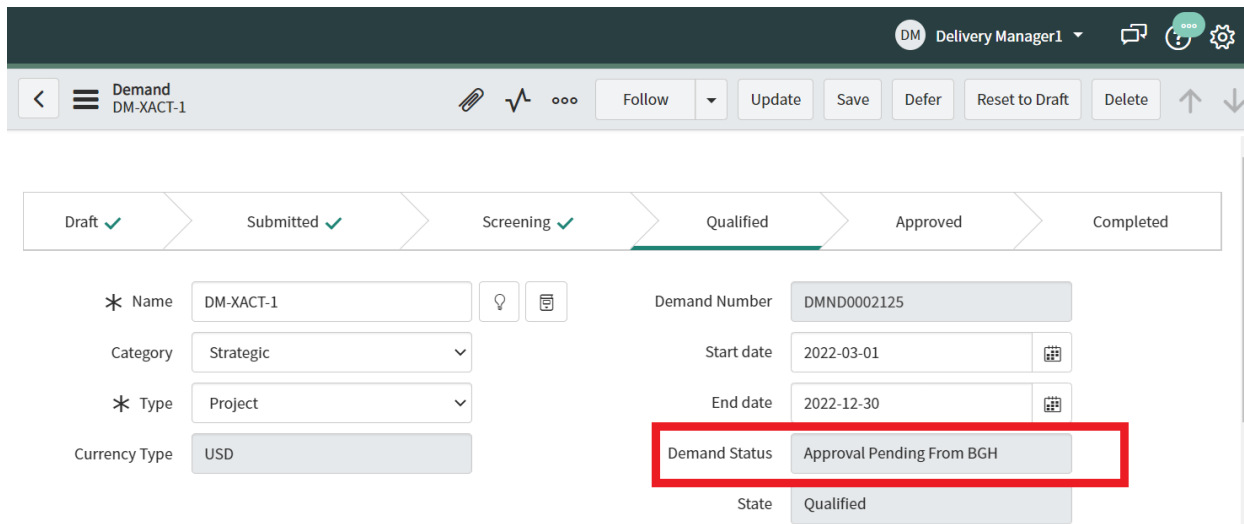 DM Delivery Manager1
Demand
DM-XACT-1
Follow Update Save Defer Reset to Draft Delete
Draft Submitted Screening Qualified Approved Completed
Name DM-XACT-1 Demand Number DMND0002125
Category Strategic Start date 2022-03-01
Type Project End date 2022-12-30
Currency Type USD Demand Status Approval Pending From BGH
State Qualified